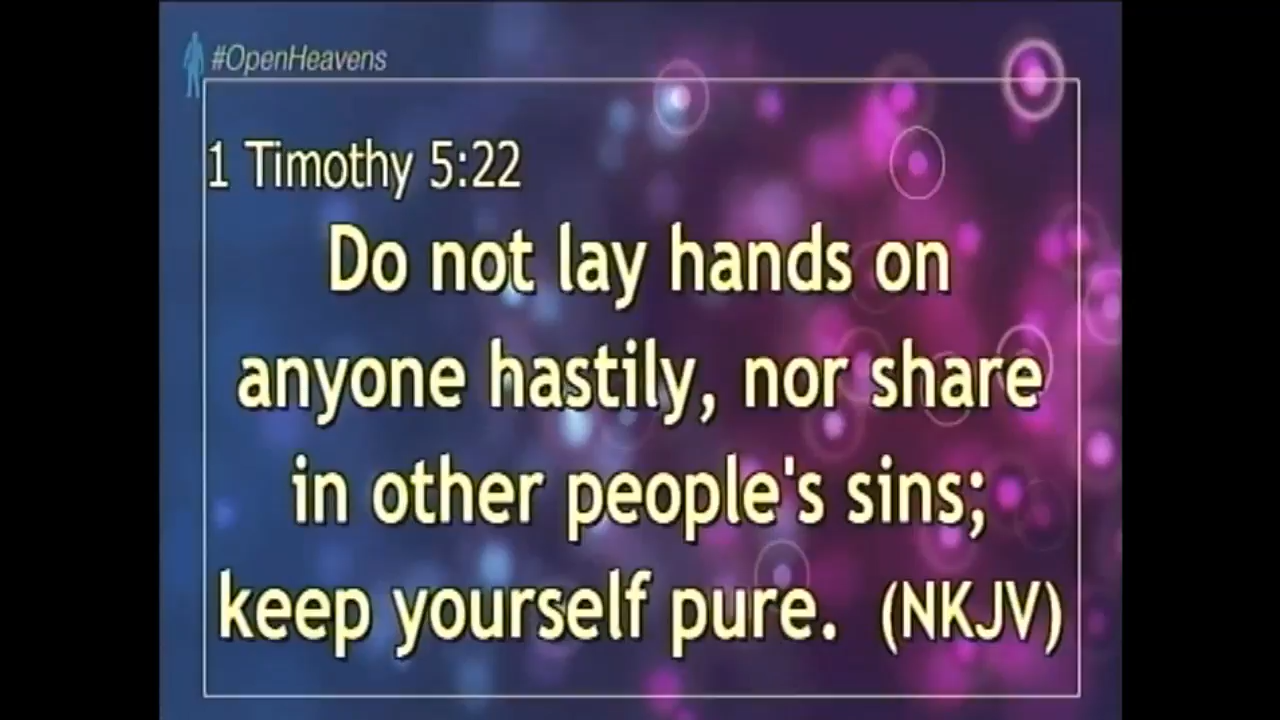 #OpenHeavens
1 Timothy 5:22
Do not lay hands on
anyone hastily, nor share
in other people's sins;
keep yourself pure. (NKJV)